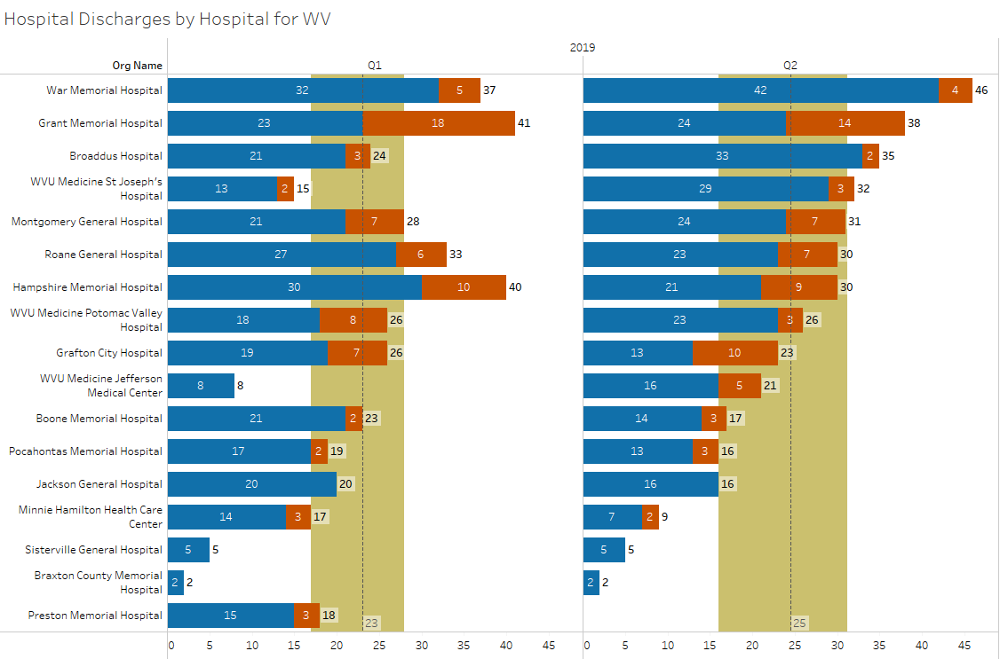 Hospital Discharges by Hospital for WV
2019
Org Name Q1 Q2
War Memorial Hospital 32 5 37 42 4 46
Grant Memorial Hospital 23 18 41 24 14 38
Broaddus Hospital 21 3 24 33 2 35
WVU Medicine St Joseph's
Hospital 13 2 15 29 3 32
Montgomery General Hospital 21 7 28 24 7 31
Roane General Hospital 27 6 33 23 7 30
Hampshire Memorial Hospital 30 10 40 21 9 30
WVU Medicine Potomac Valley
Hospital 18 8 26 23 3 26
Grafton City Hospital 19 7 26 13 10 23
WVU Medicine Jefferson
Medical Center 8 8 16 5 21
Boone Memorial Hospital 21 2 23 14 3 17
Pocahontas Memorial Hospital 17 2 19 13 3 16
Jackson General Hospital 20 20 16 16
Minnie Hamilton Health Care
Center 14 3 17 7 2 9
Sisterville General Hospital 5 5 5 5
Braxton County Memorial
Hospital 2 2 2 2
Preston Memorial Hospital 15 3 18 23 25
0 5 10 15 20 25 30 35 40 45 0 5 10 15 20 25 30 35 40 45